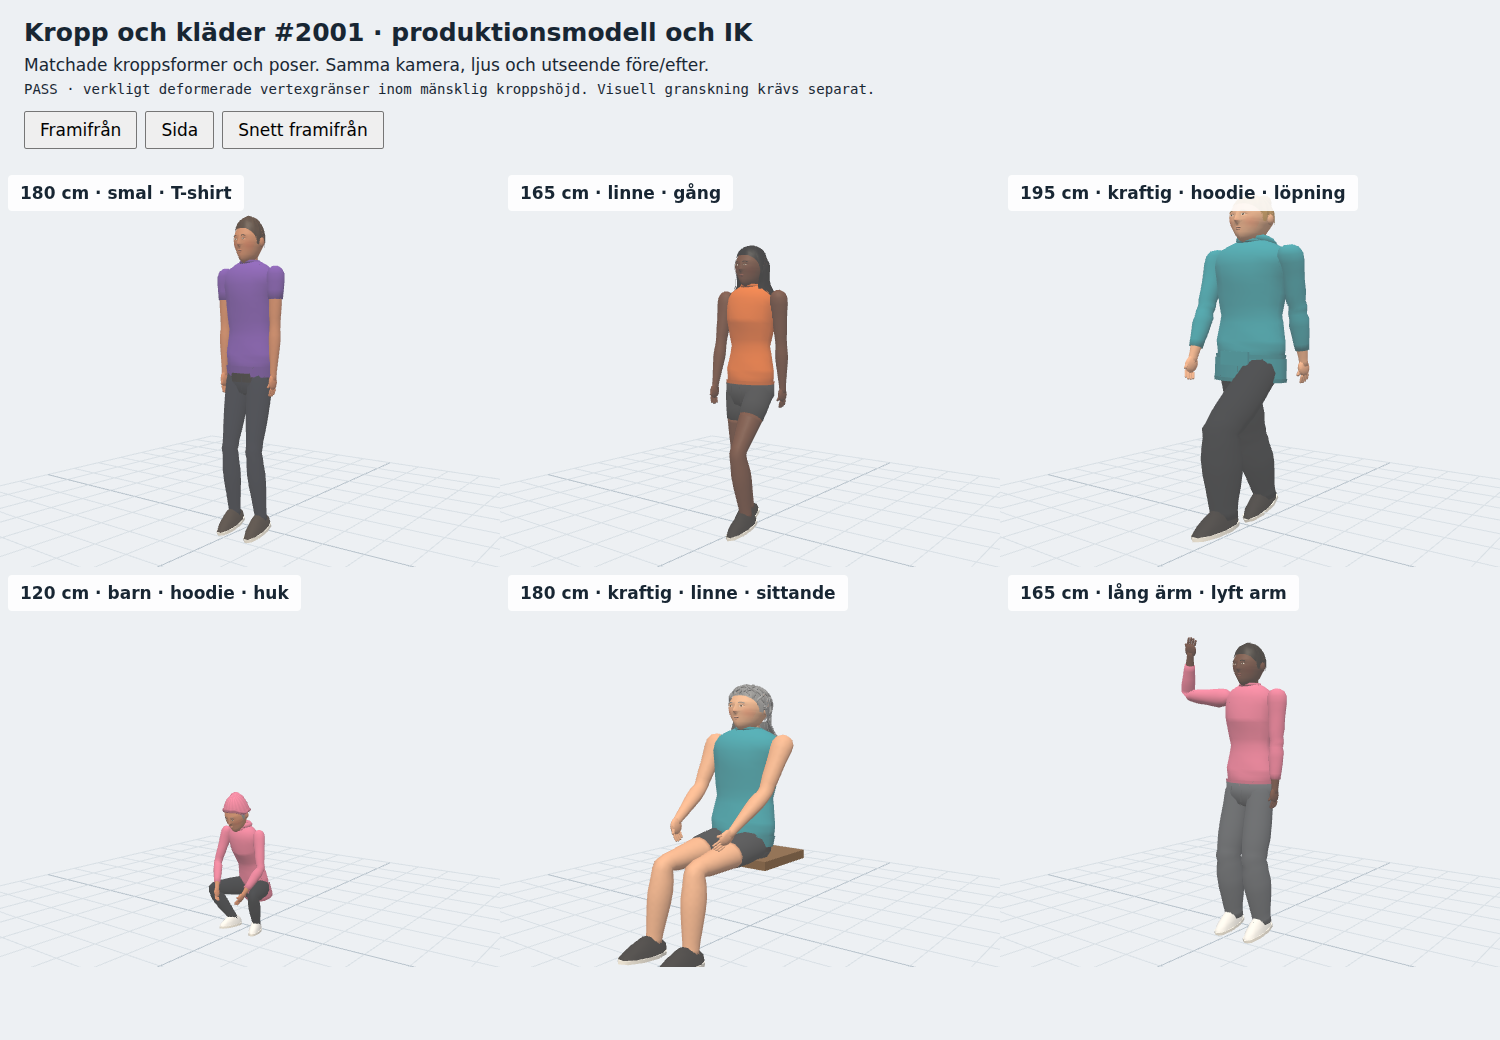 Kropp och kläder #2001 · produktionsmodell och IK
Matchade kroppsformer och poser. Samma kamera, ljus och utseende före/efter.
PASS · verkligt deformerade vertexgränser inom mänsklig kroppshöjd. Visuell granskning krävs separat.
Framifrån Sida Snett framifrån
180 cm · smal · T-shirt
165 cm · linne · gång
195 cm · kraftig · hoodie · löpning
120 cm · barn · hoodie · huk
180 cm · kraftig · linne · sittande
165 cm · lång ärm · lyft arm